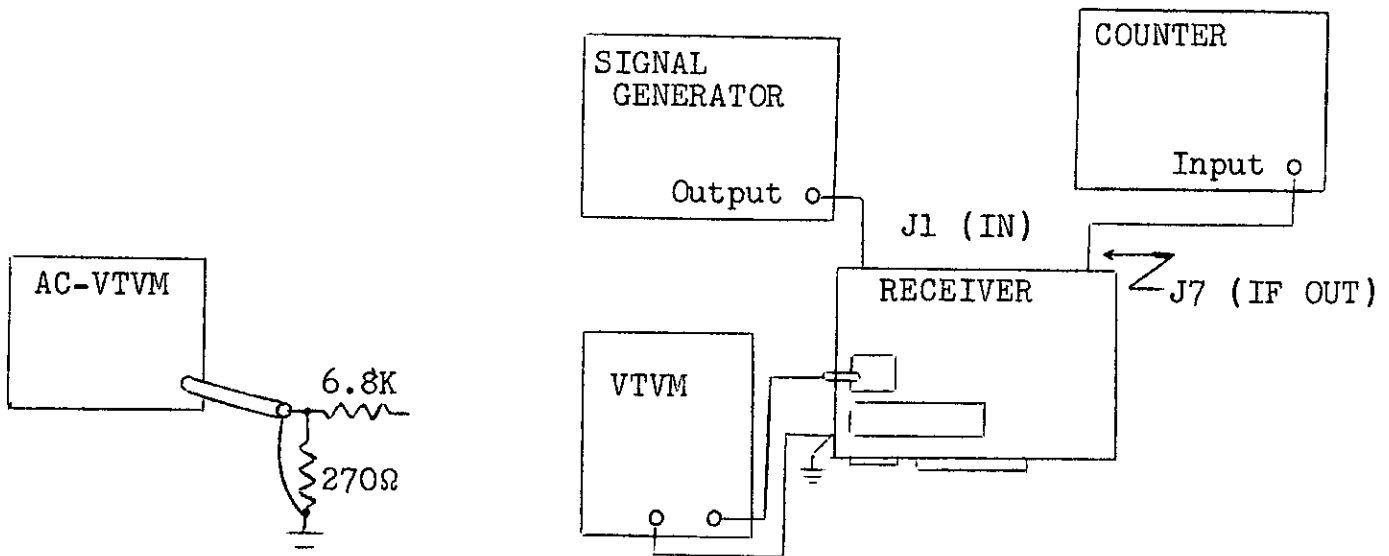 SIGNAL
GENERATOR
Output
COUNTER
Input
J1 (IN)
J7 (IF OUT)
RECEIVER
VTVM
AC-VTVM
6.8K
270Ω